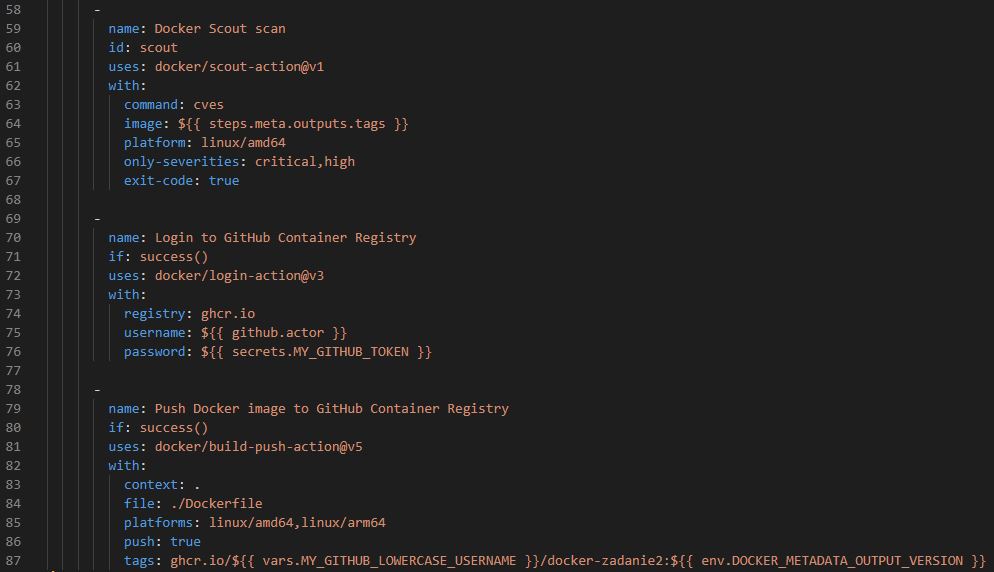 58 -
59 name: Docker Scout scan
60 id: scout
61 uses: docker/scout-action@v1
62 with:
63 command: cves
64 image: ${{ steps.meta.outputs.tags }}
65 platform: linux/amd64
66 only-severities: critical,high
67 exit-code: true
68
69 -
70 name: Login to GitHub Container Registry
71 if: success()
72 uses: docker/login-action@v3
73 with:
74 registry: ghcr.io
75 username: ${{ github.actor }}
76 password: ${{ secrets.MY_GITHUB_TOKEN }}
77
78 -
79 name: Push Docker image to GitHub Container Registry
80 if: success()
81 uses: docker/build-push-action@v5
82 with:
83 context: .
84 file: ./Dockerfile
85 platforms: linux/amd64,linux/arm64
86 push: true
87 tags: ghcr.io/${{ vars.MY_GITHUB_LOWERCASE_USERNAME }}/docker-zadanie2:${{ env.DOCKER_METADATA_OUTPUT_VERSION }}